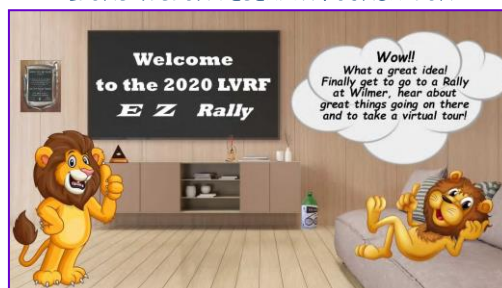 Welcome
to the 2020 LVRF
E Z Rally
Wow!!
What a great idea!
Finally get to go to a Rally
at Wilmer, hear about
great things going on there
and to take a virtual tour!